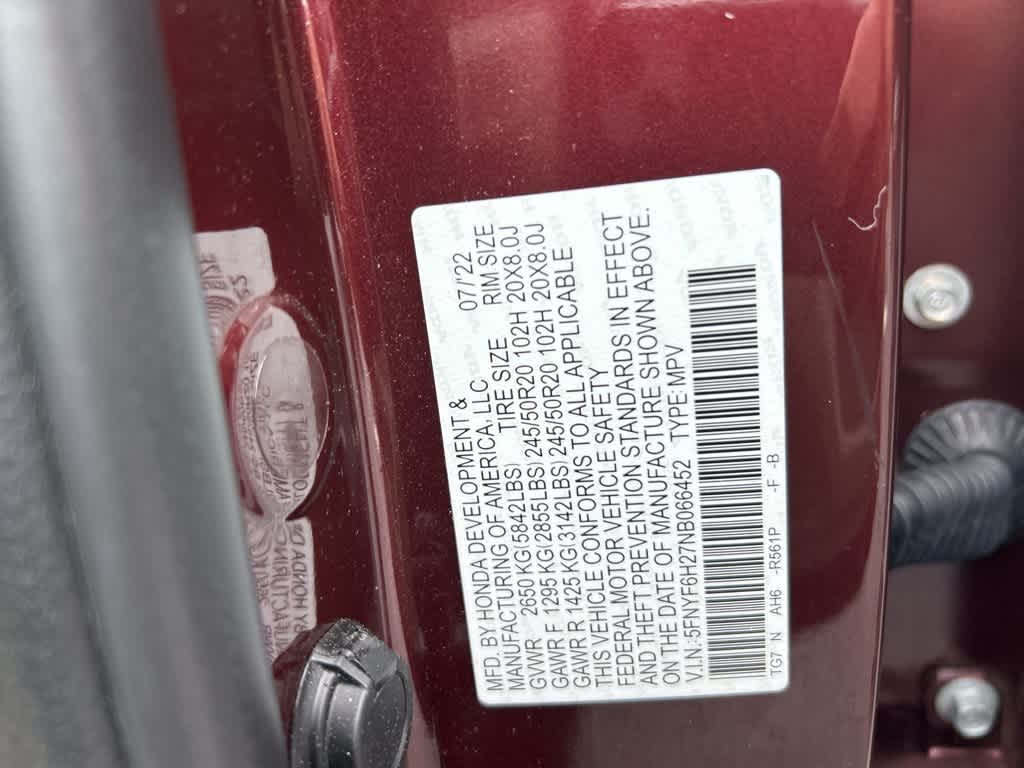 MFD. BY HONDA DEVELOPMENT &
MANUFACTURING OF AMERICA, LLC 07/22
GVWR 2650 KG(5842LBS) TIRE SIZE RIM SIZE
GAWR F 1295 KG(2855LBS) 245/50R20 102H 20X8.0J
GAWR R 1425 KG(3142LBS) 245/50R20 102H 20X8.0J
THIS VEHICLE CONFORMS TO ALL APPLICABLE
FEDERAL MOTOR VEHICLE SAFETY
AND THEFT PREVENTION STANDARDS IN EFFECT
ON THE DATE OF MANUFACTURE SHOWN ABOVE.
V.I.N.:5FNYF6H27NB066452 TYPE:MPV
TG7 N AH6 -R561P -F -B